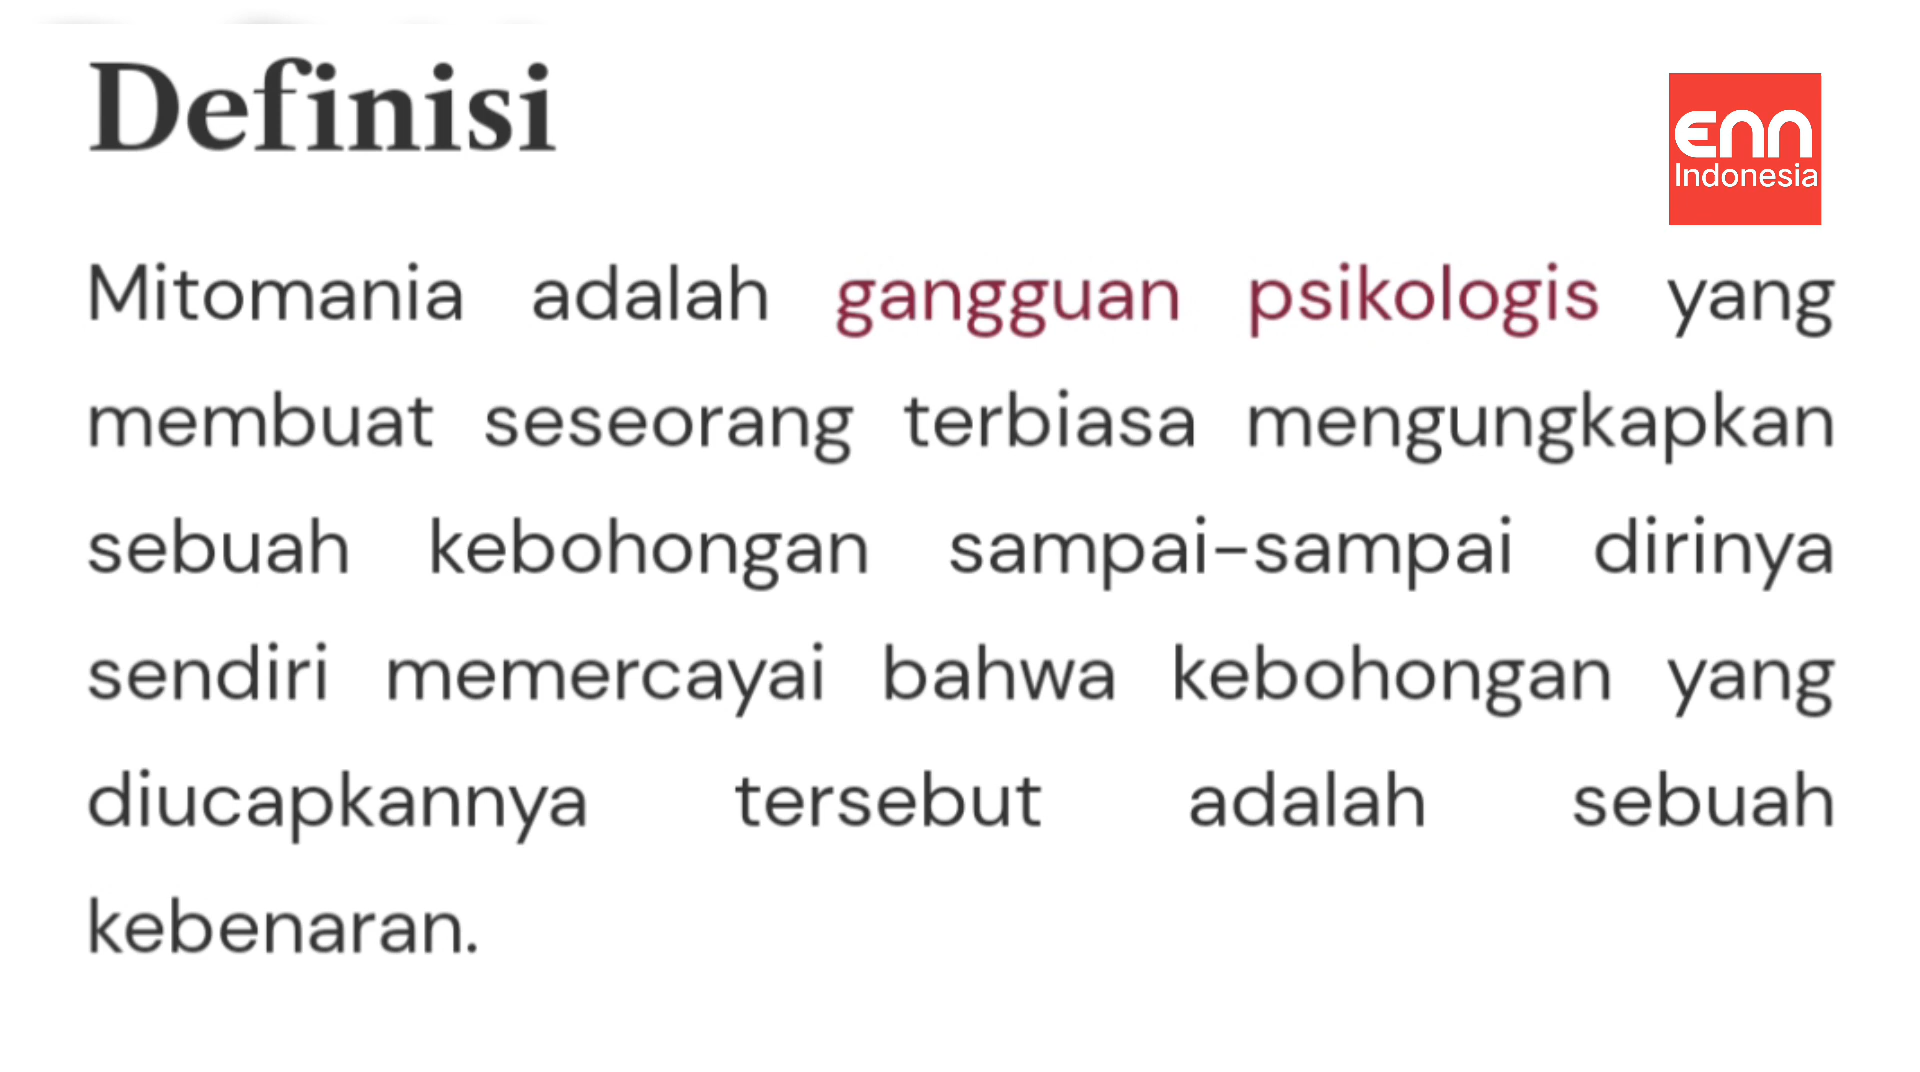 Definisi
enn
Indonesia
Mitomania adalah gangguan psikologis yang
membuat seseorang terbiasa mengungkapkan
sebuah kebohongan sampai-sampai dirinya
sendiri memercayai bahwa kebohongan yang
diucapkannya tersebut adalah sebuah
kebenaran.